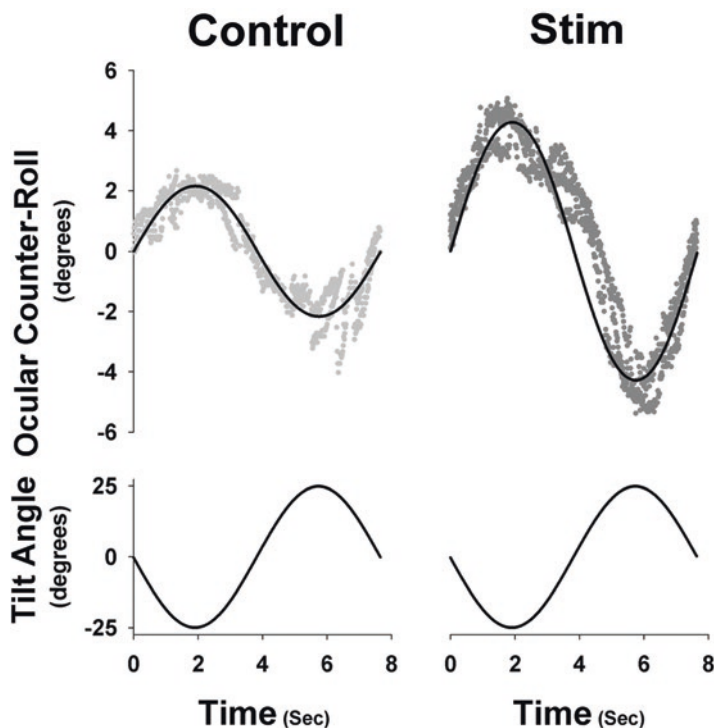 Control Stim
Ocular Counter-Roll
(degrees)
6
4
2
0
-2
-4
-6
Tilt Angle
(degrees)
25
0
-25
0 2 4 6 8 0 2 4 6 8
Time (Sec) Time (Sec)